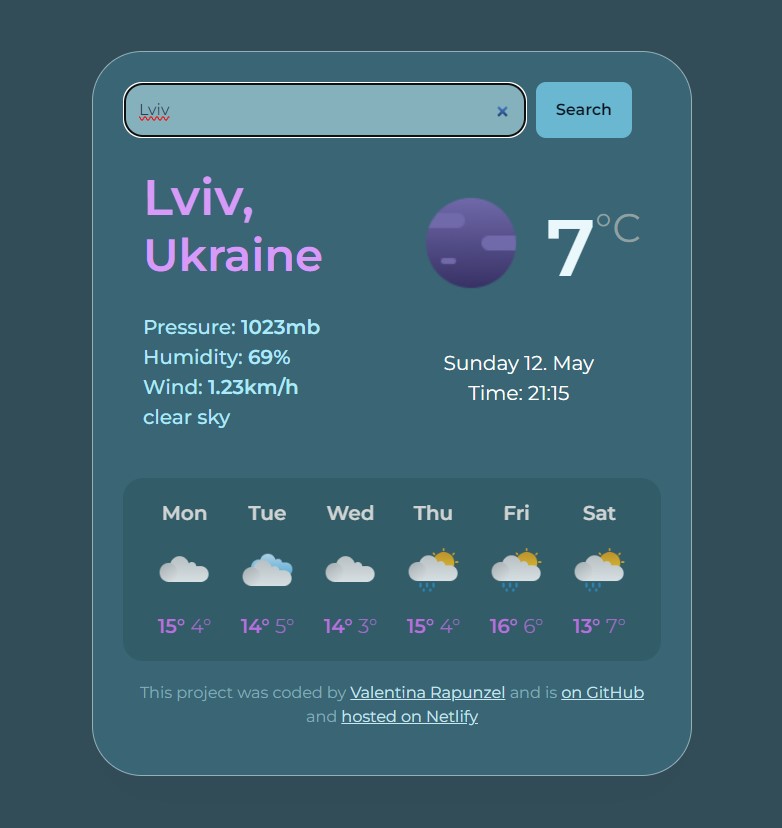 Lviv
Search
Lviv,
Ukraine
7°C
Pressure: 1023mb
Humidity: 69%
Wind: 1.23km/h
clear sky
Sunday 12. May
Time: 21:15
Mon Tue Wed Thu Fri Sat
15° 4° 14° 5° 14° 3° 15° 4° 16° 6° 13° 7°
This project was coded by Valentina Rapunzel and is on GitHub
and hosted on Netlify